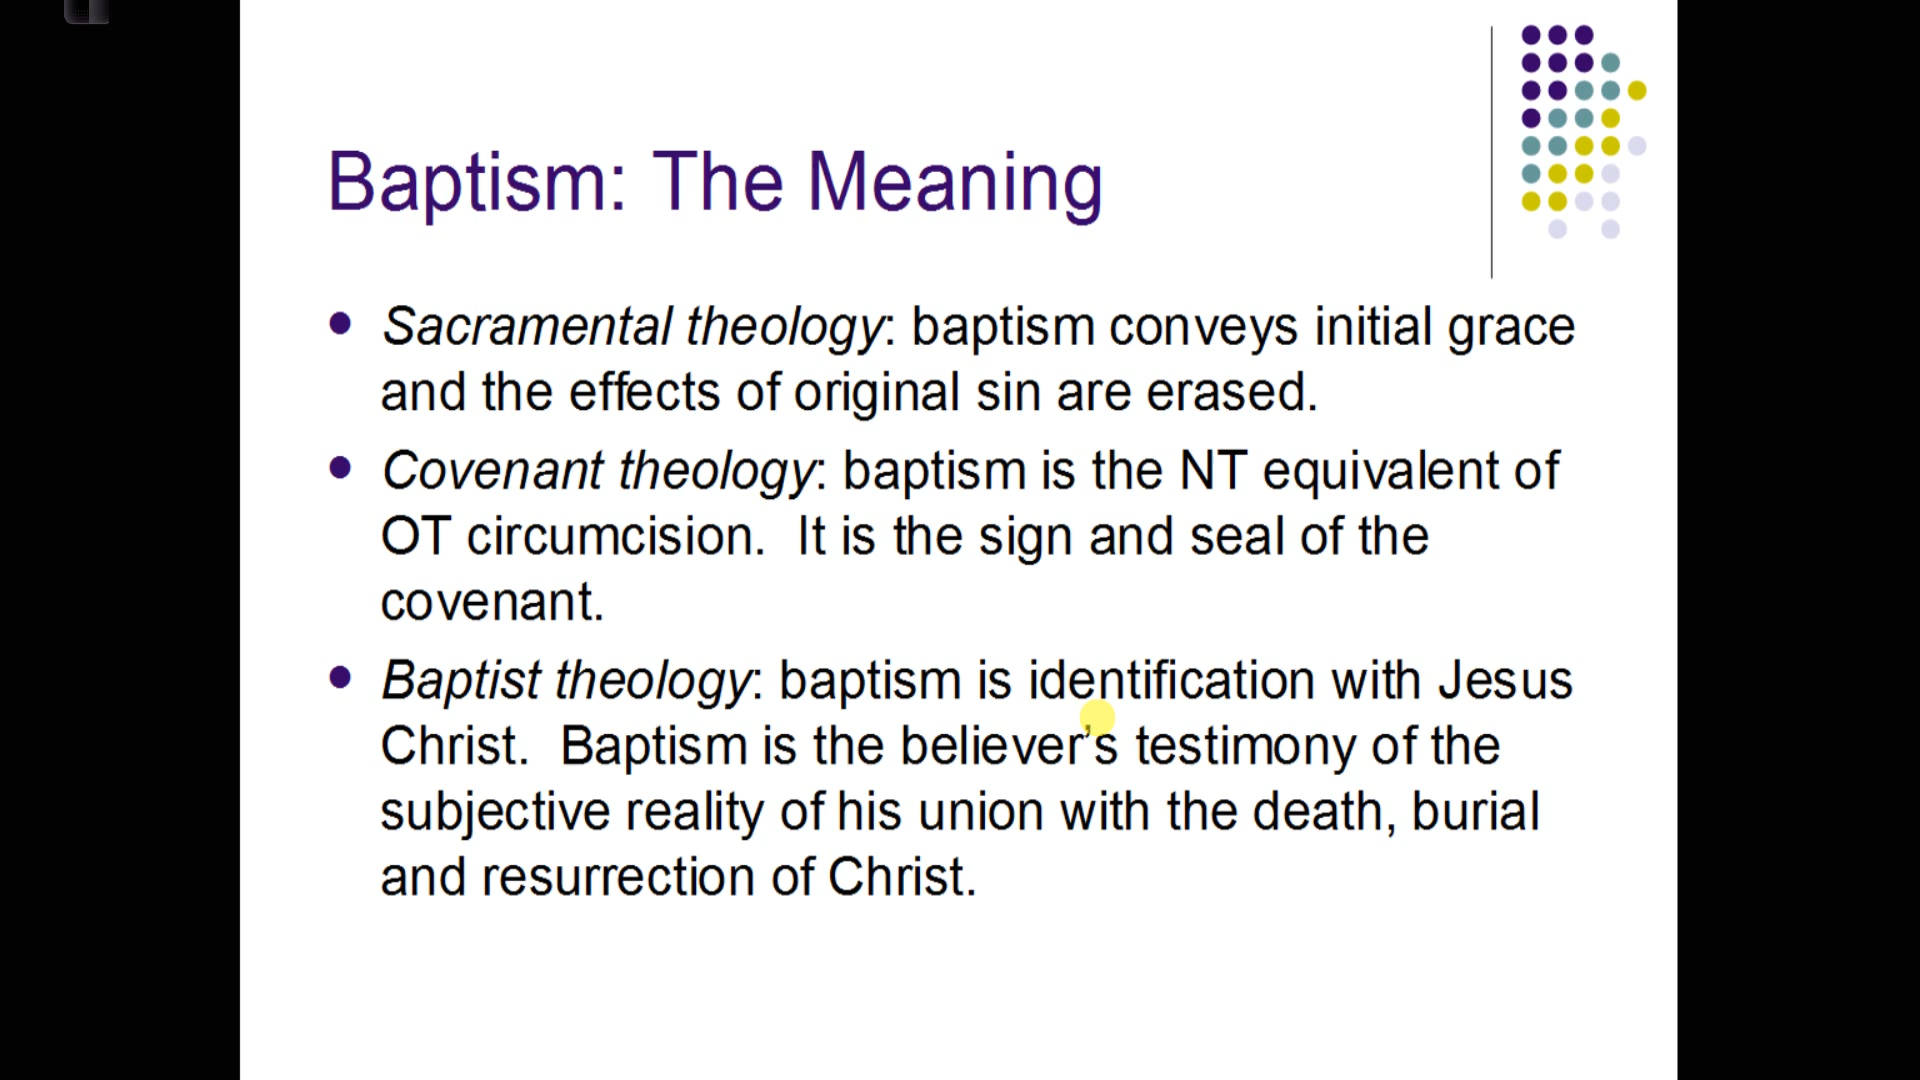 Baptism: The Meaning
Sacramental theology: baptism conveys initial grace
and the effects of original sin are erased.
Covenant theology: baptism is the NT equivalent of
OT circumcision.  It is the sign and seal of the
covenant.
Baptist theology: baptism is identification with Jesus
Christ.  Baptism is the believer’s testimony of the
subjective reality of his union with the death, burial
and resurrection of Christ.